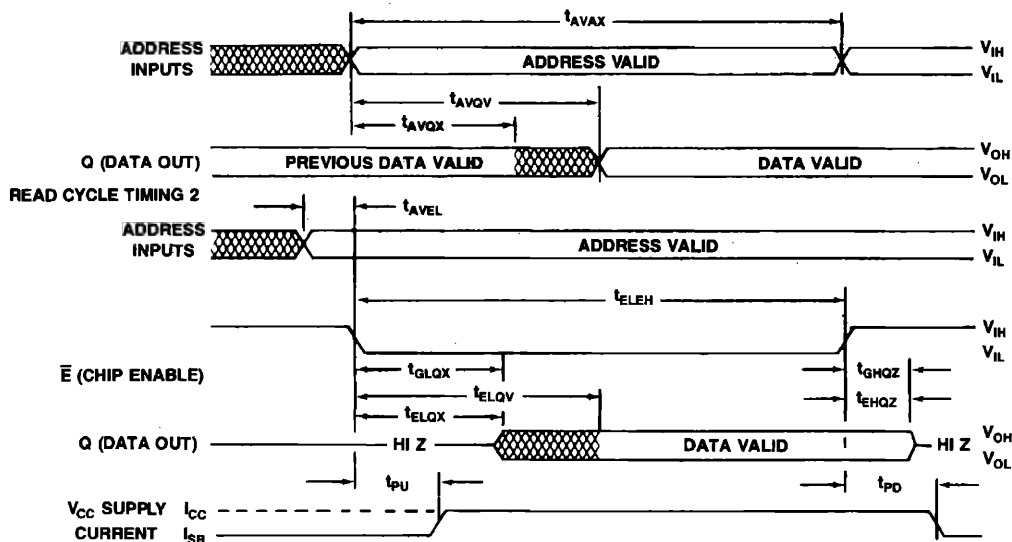 tAVAX
ADDRESS INPUTS
ADDRESS VALID
VIH
VIL
tAVQV
tAVQX
Q (DATA OUT)
PREVIOUS DATA VALID
DATA VALID
VOH
VOL
READ CYCLE TIMING 2
tAVEL
ADDRESS INPUTS
ADDRESS VALID
VIH
VIL
tELEH
VIH
VIL
E̅ (CHIP ENABLE)
tGLQX
tGHQZ
tELQV
tEHQZ
tELQX
Q (DATA OUT)
HI Z
DATA VALID
HI Z
VOH
VOL
tPU
tPD
VCC SUPPLY ICC
CURRENT ISB